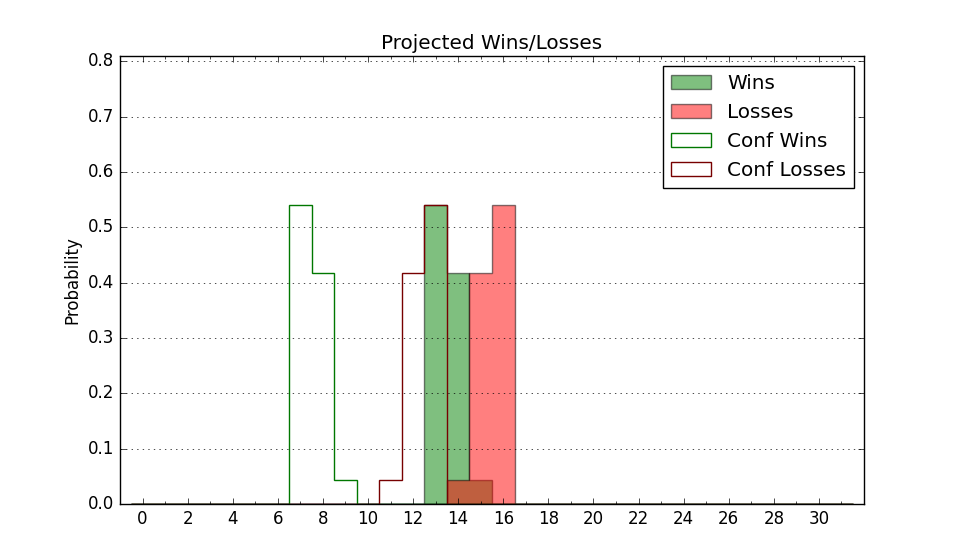 Projected Wins/Losses
0.8
0.7
0.6
0.5
0.4
0.3
0.2
0.1
0.0
Probability
Wins
Losses
Conf Wins
Conf Losses
0 2 4 6 8 10 12 14 16 18 20 22 24 26 28 30